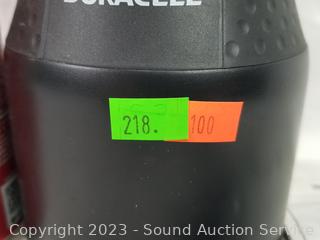 DURACELL
218.
100
Copyright 2023 - Sound Auction Service